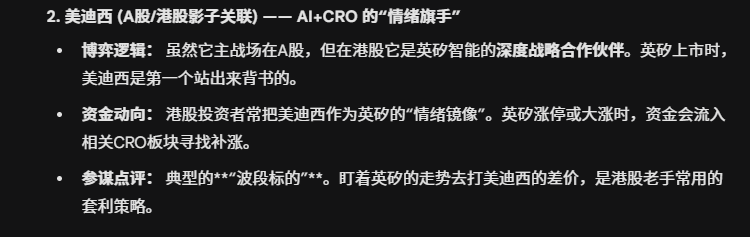 2. 美迪西 (A股/港股影子关联) —— AI+CRO 的“情绪旗手”
• 博弈逻辑： 虽然它主战场在A股，但在港股它是英矽智能的深度战略合作伙伴。英矽上市时，
美迪西是第一个站出来背书的。
• 资金动向： 港股投资者常把美迪西作为英矽的“情绪镜像”。英矽涨停或大涨时，资金会流入
相关CRO板块寻找补涨。
• 参谋点评： 典型的**“波段标的”**。盯着英矽的走势去打美迪西的差价，是港股老手常用的
套利策略。